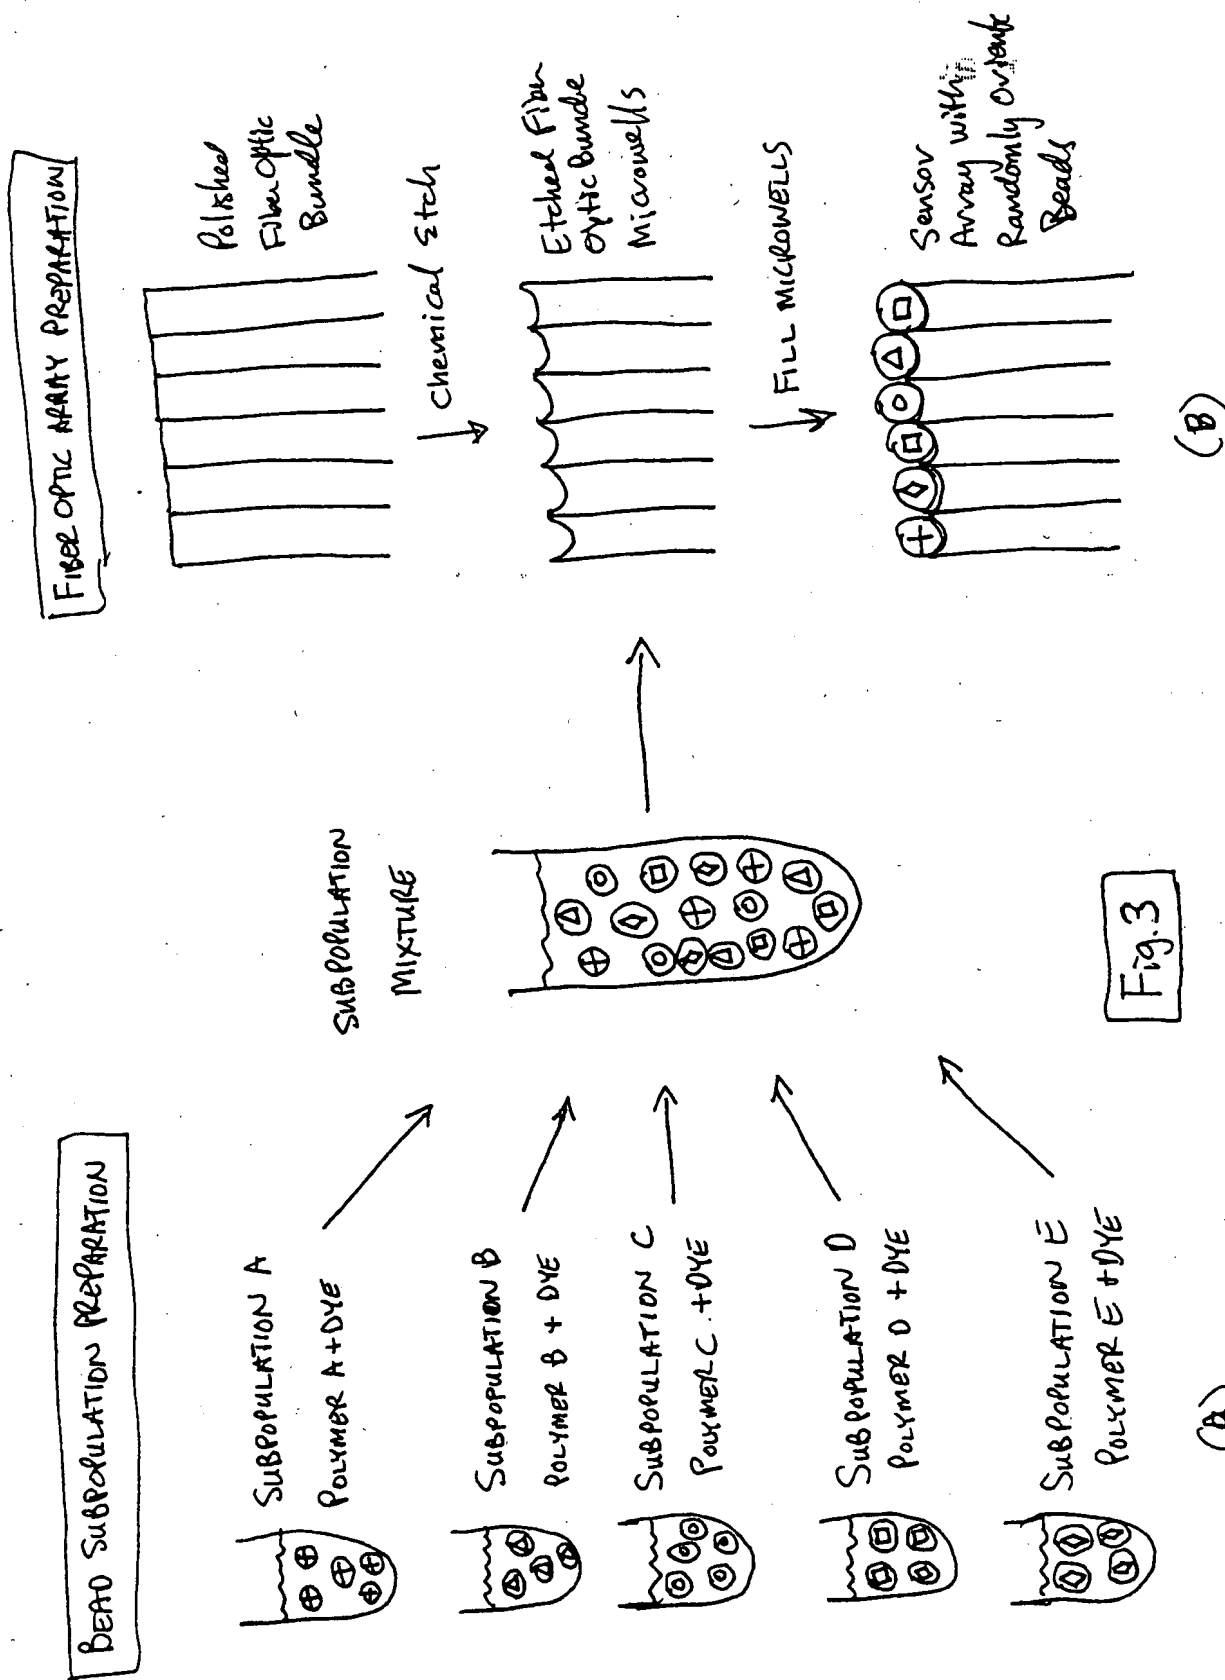 BEAD SUBPOPULATION PREPARATION
SUBPOPULATION A
POLYMER A + DYE
SUBPOPULATION B
POLYMER B + DYE
SUBPOPULATION C
POLYMER C + DYE
SUBPOPULATION D
POLYMER D + DYE
SUBPOPULATION E
POLYMER E + DYE
(A)
SUBPOPULATION
MIXTURE
Fig. 3
FIBER OPTIC ARRAY PREPARATION
Polished
Fiber Optic
Bundle
Chemical Etch
Etched Fiber
Optic Bundle
Microwells
FILL MICROWELLS
Sensor
Array with
Randomly
Beads
(B)